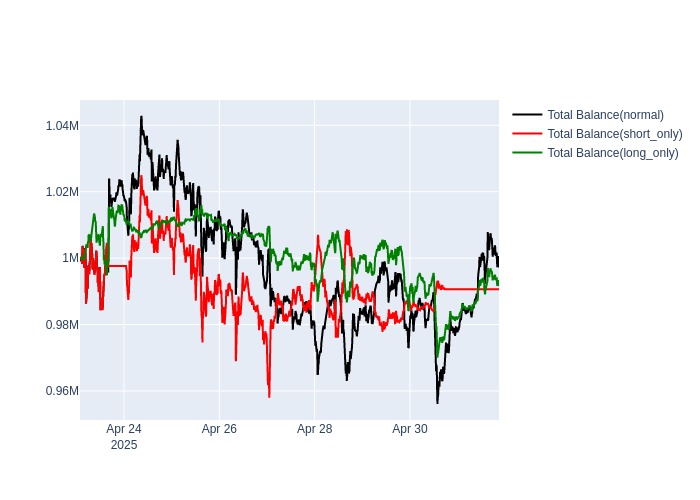 Total Balance(normal)
Total Balance(short_only)
Total Balance(long_only)
1.04M
1.02M
1M
0.98M
0.96M
Apr 24
2025
Apr 26
Apr 28
Apr 30